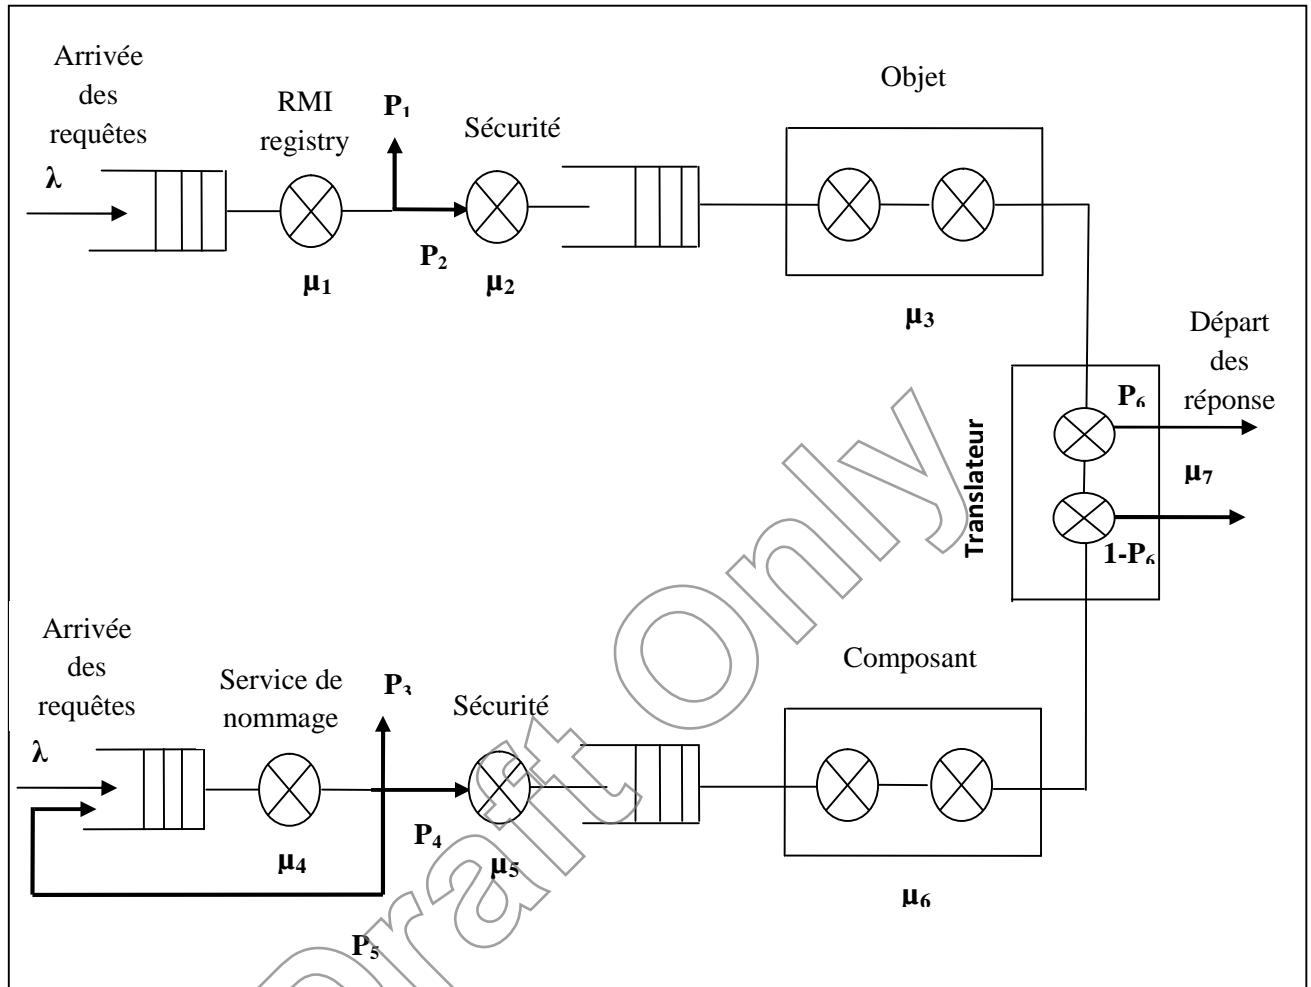 Arrivée
des
requêtes
λ
RMI
registry
µ1
P1
P2
Sécurité
µ2
Objet
µ3
Départ
des
réponse
P6
µ7
1-P6
Translateur
Arrivée
des
requêtes
λ
Service de
nommage
µ4
P3
P4
P5
Sécurité
µ5
Composant
µ6
Draft Only